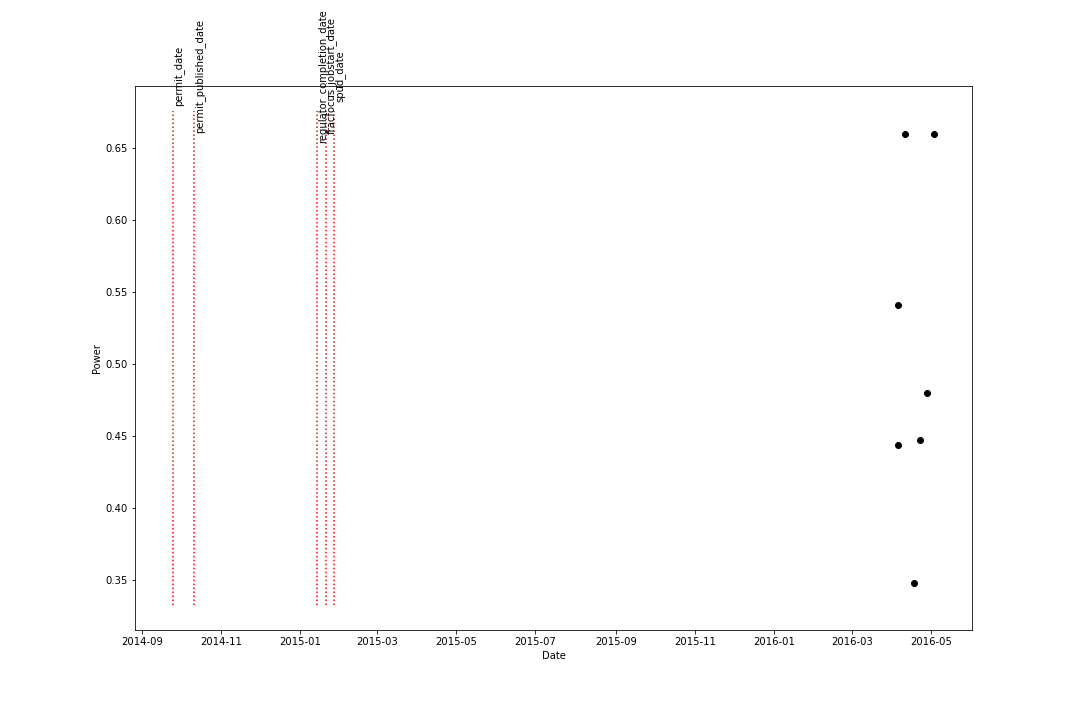 permit_date
permit_published_date
regulator_completion_date
fracfocus_jobstart_date
spud_date
0.65
0.60
0.55
0.50
0.45
0.40
0.35
Power
2014-09
2014-11
2015-01
2015-03
2015-05
2015-07
2015-09
2015-11
2016-01
2016-03
2016-05
Date